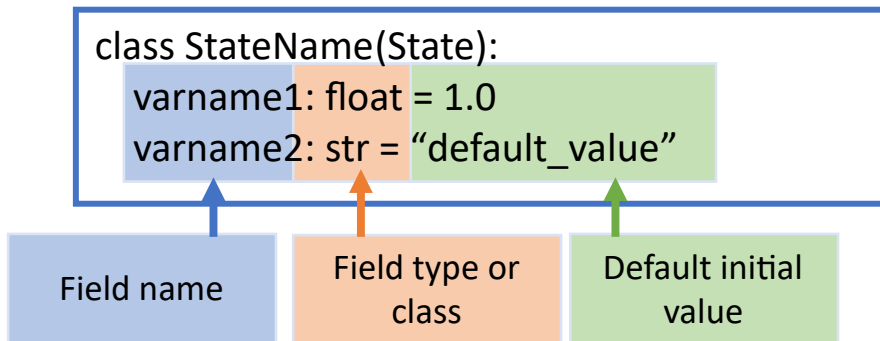 class StateName(State):
varname1: float = 1.0
varname2: str = “default_value”
Field name
Field type or
class
Default initial
value